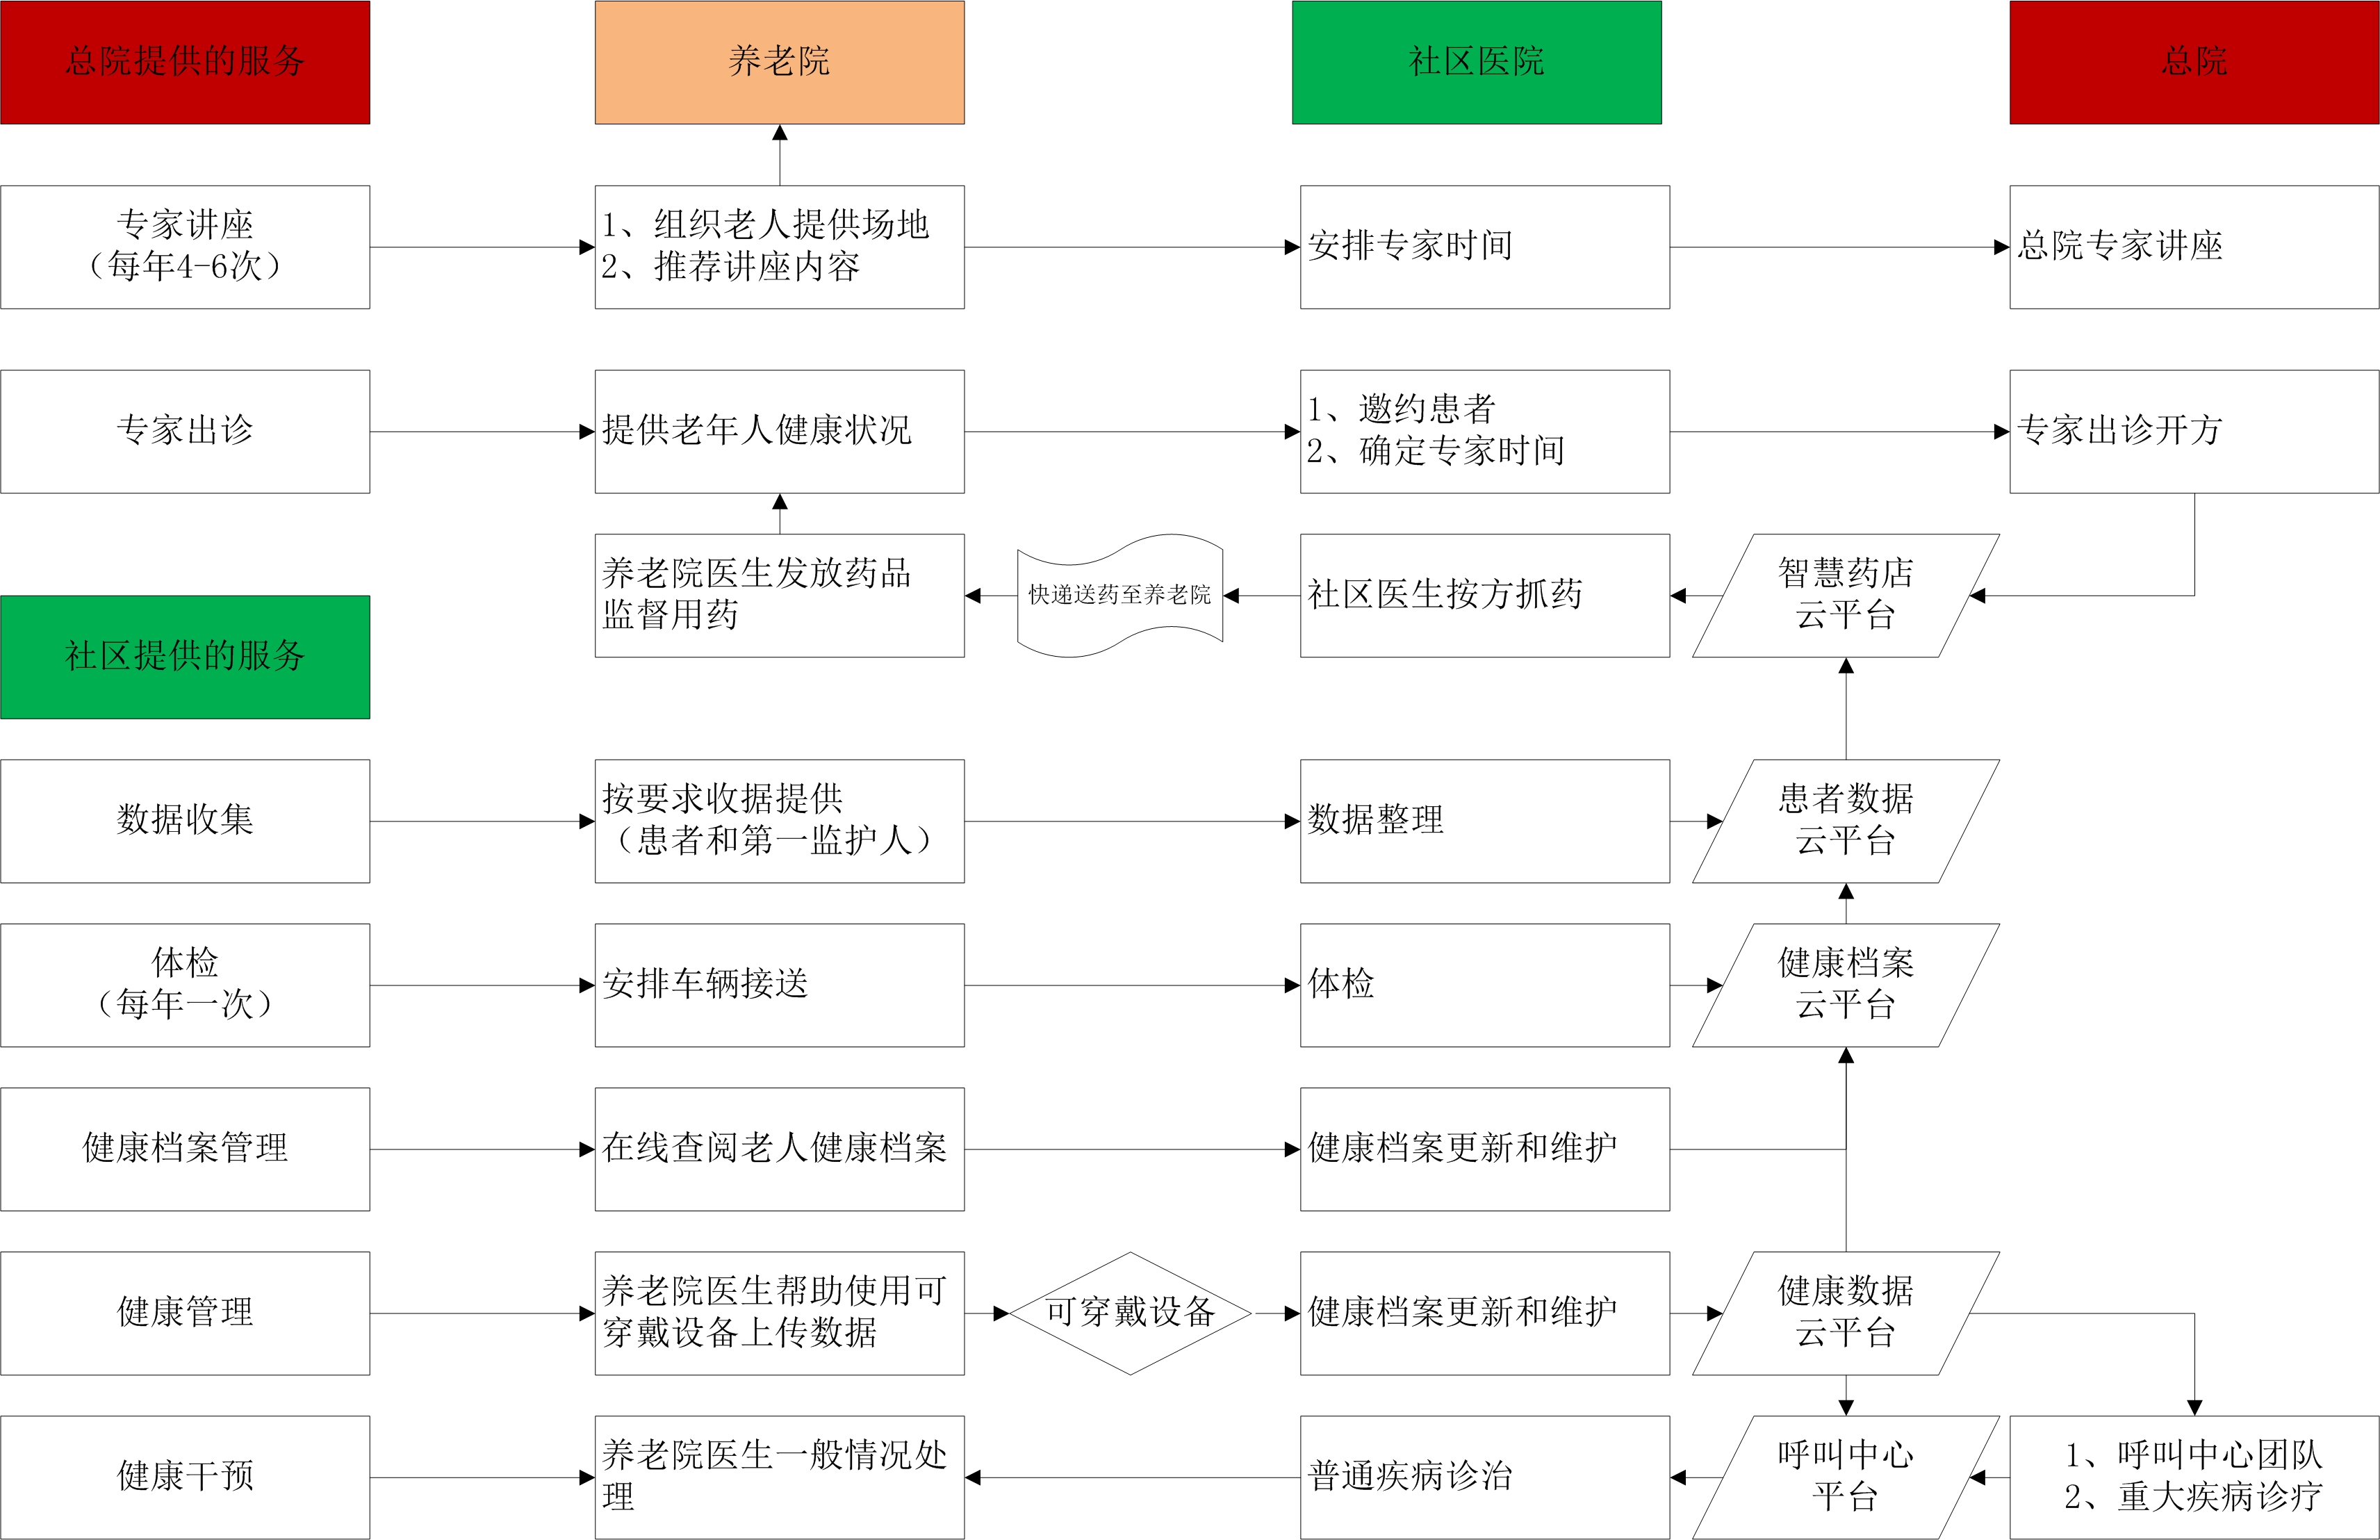 总院提供的服务
养老院
社区医院
总院
专家讲座
（每年4-6次）
1、组织老人提供场地
2、推荐讲座内容
安排专家时间
总院专家讲座
专家出诊
提供老年人健康状况
1、邀约患者
2、确定专家时间
专家出诊开方
养老院医生发放药品
监督用药
快递送药至养老院
社区医生按方抓药
智慧药店
云平台
社区提供的服务
数据收集
按要求收据提供
（患者和第一监护人）
数据整理
患者数据
云平台
体检
（每年一次）
安排车辆接送
体检
健康档案
云平台
健康档案管理
在线查阅老人健康档案
健康档案更新和维护
健康管理
养老院医生帮助使用可
穿戴设备上传数据
可穿戴设备
健康档案更新和维护
健康数据
云平台
健康干预
养老院医生一般情况处
理
普通疾病诊治
呼叫中心
平台
1、呼叫中心团队
2、重大疾病诊疗